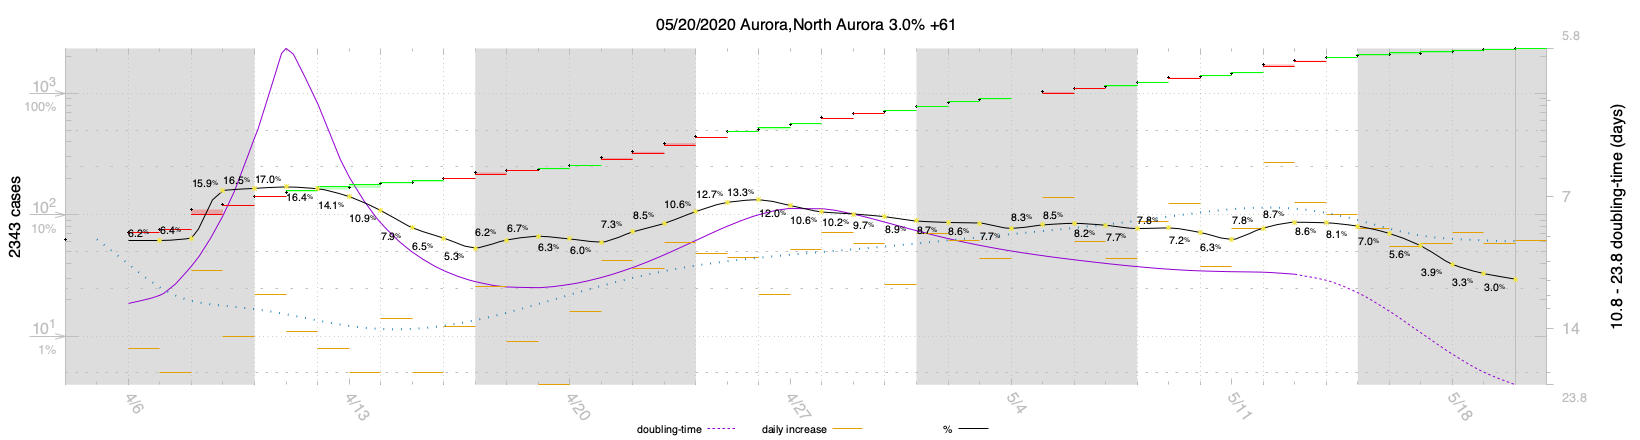 05/20/2020 Aurora,North Aurora 3.0% +61
2343 cases
10.8 - 23.8 doubling-time (days)
10^3
100%
10^2
10%
10^1
1%
5.8
7
14
23.8
6.2% 6.4% 15.9% 16.5% 17.0% 16.4% 14.1% 10.9% 7.9% 6.5% 5.3% 6.2% 6.7% 6.3% 6.0% 7.3% 8.5% 10.6% 12.7% 13.3% 12.0% 10.6% 10.2% 9.7% 8.9% 8.7% 8.6% 7.7% 8.3% 8.5% 8.2% 7.7% 7.8% 7.2% 6.3% 7.8% 8.7% 8.6% 8.1% 7.0% 5.6% 3.9% 3.3% 3.0%
4/6 4/13 4/20 4/27 5/4 5/11 5/18
doubling-time daily increase %